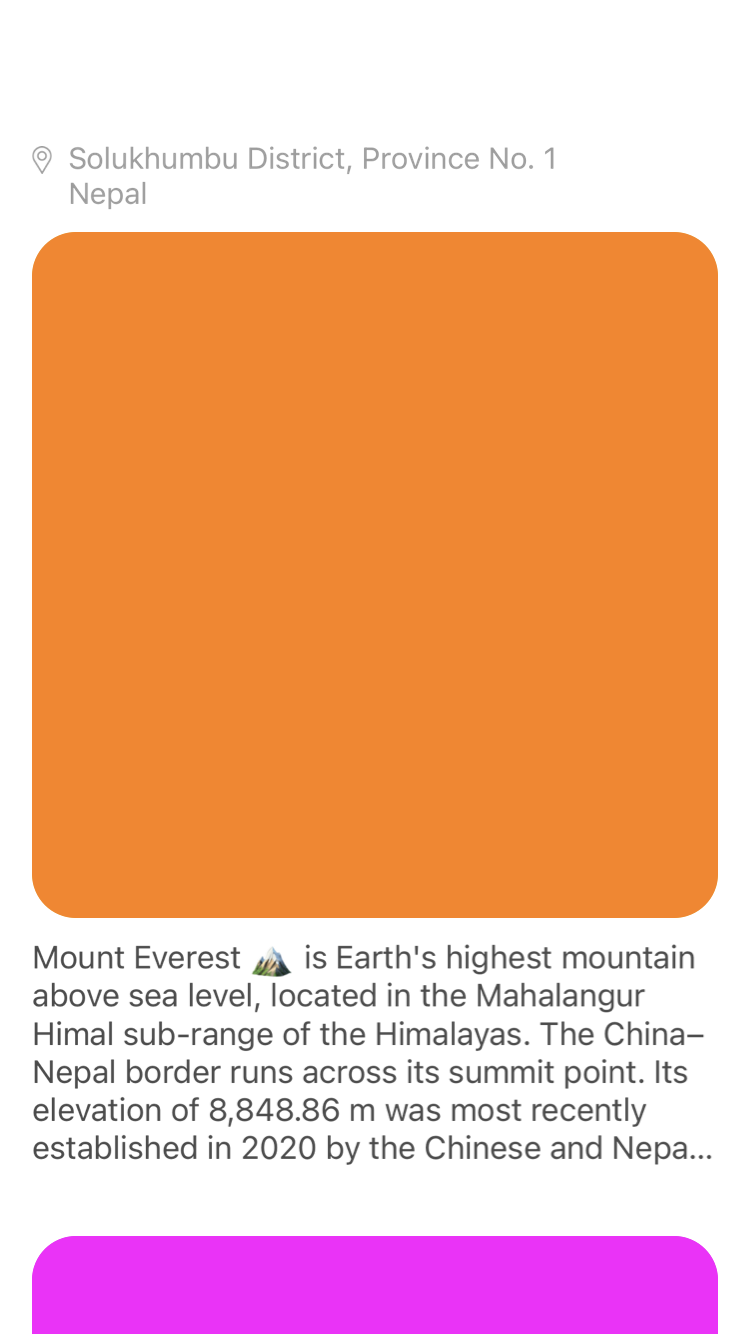 Solukhumbu District, Province No. 1
Nepal
Mount Everest 🏔️ is Earth's highest mountain
above sea level, located in the Mahalangur
Himal sub-range of the Himalayas. The China–
Nepal border runs across its summit point. Its
elevation of 8,848.86 m was most recently
established in 2020 by the Chinese and Nepa...